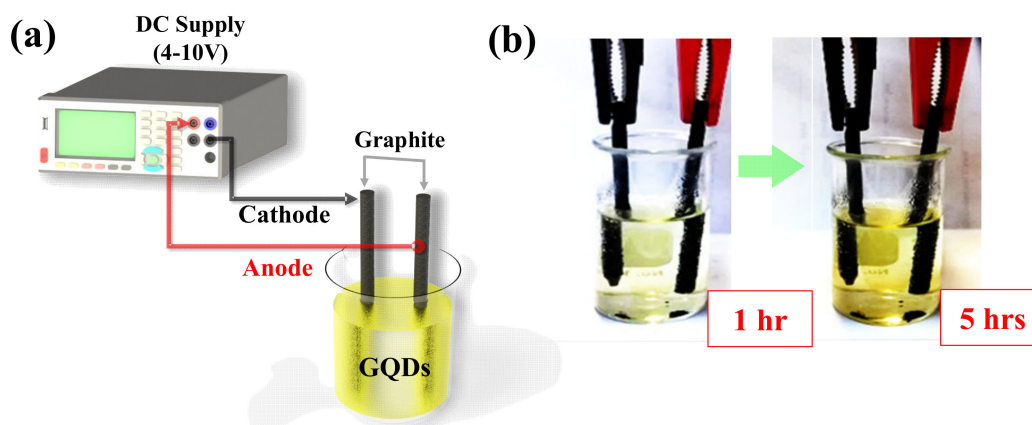 (a)
DC Supply
(4-10V)
Graphite
Cathode
Anode
GQDs
(b)
1 hr
5 hrs